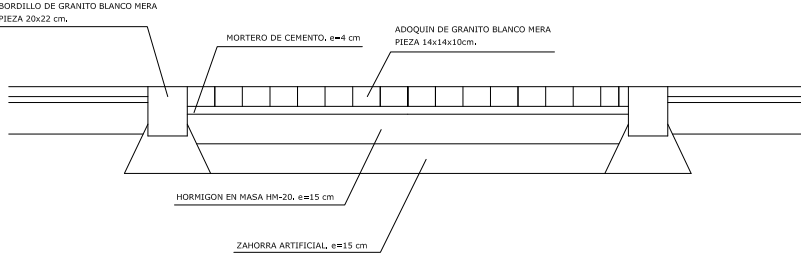 BORDILLO DE GRANITO BLANCO MERA
PIEZA 20x22 cm.
MORTERO DE CEMENTO. e=4 cm
ADOQUIN DE GRANITO BLANCO MERA
PIEZA 14x14x10cm.
HORMIGON EN MASA HM-20. e=15 cm
ZAHORRA ARTIFICIAL. e=15 cm